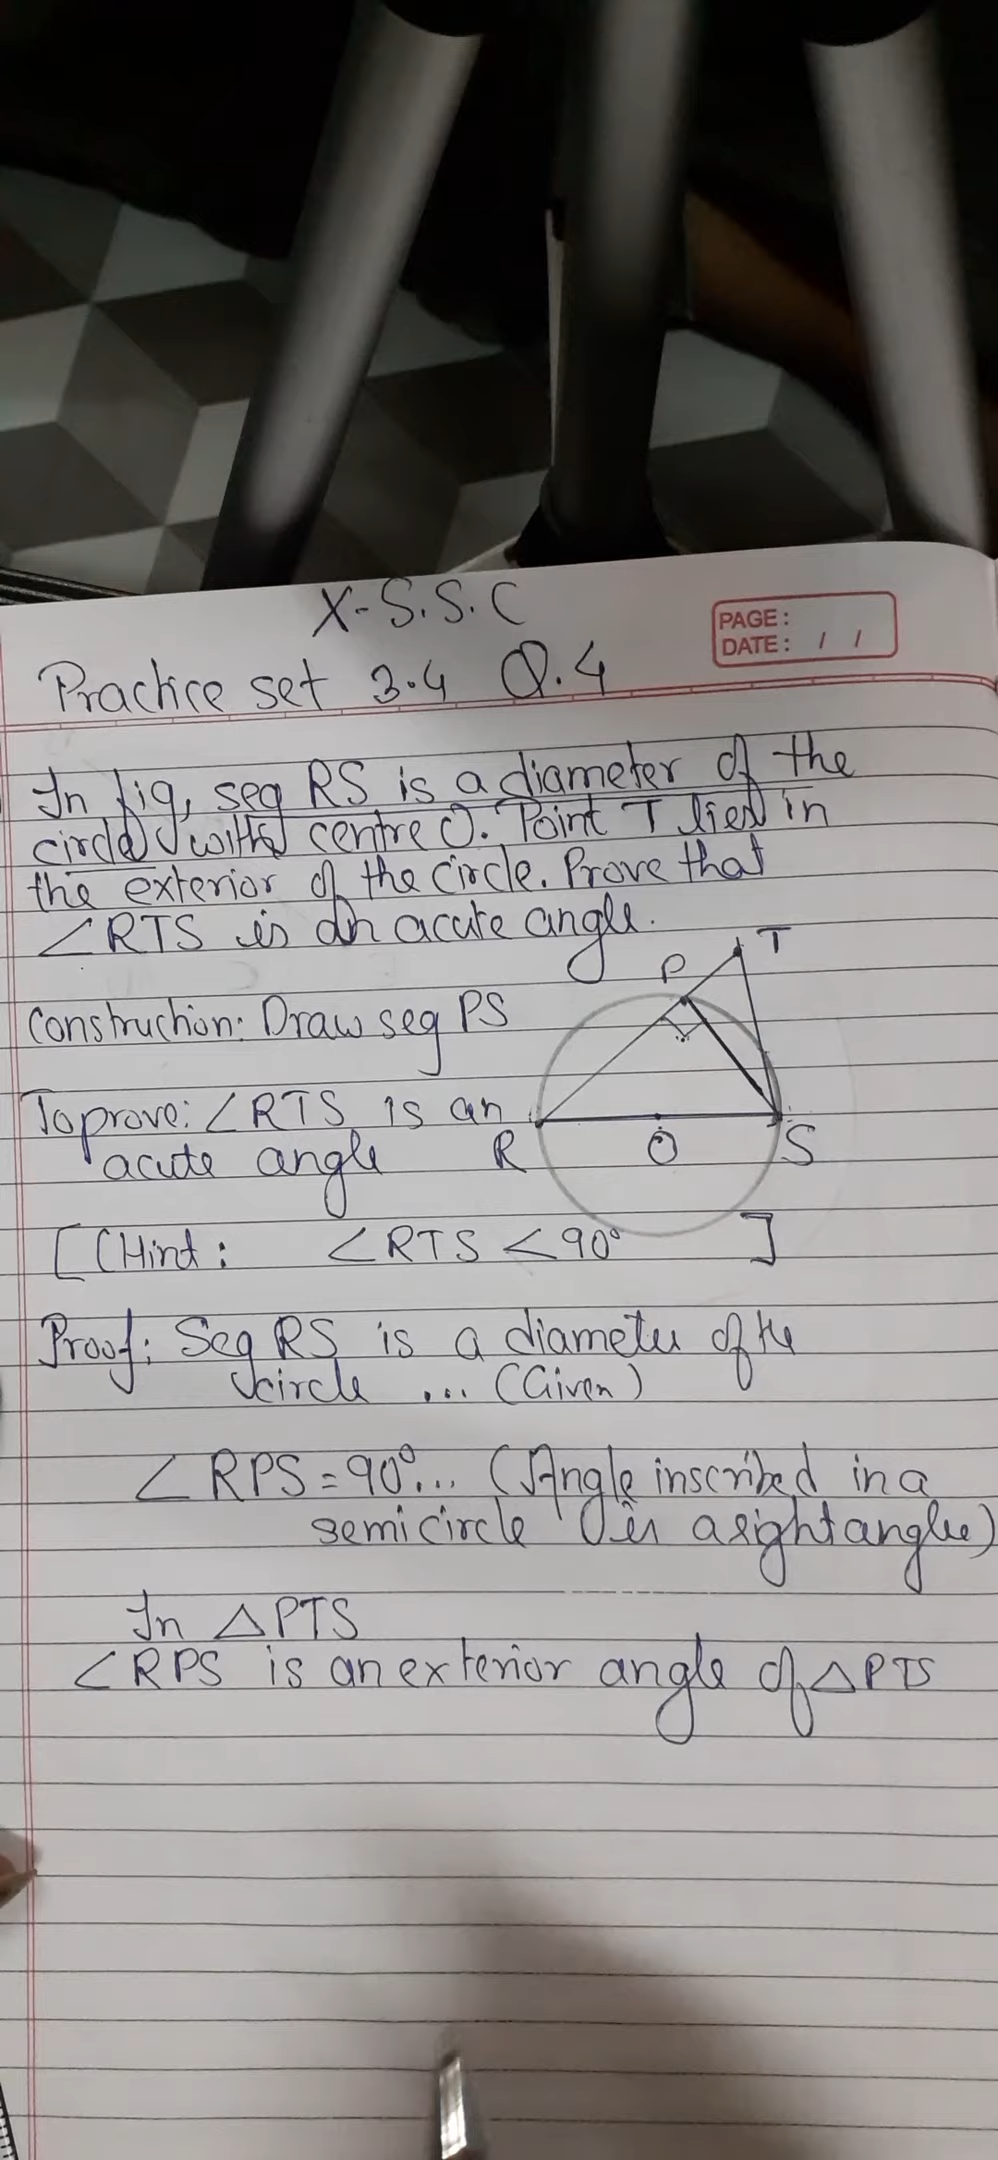 X-S.S.C
PAGE:
DATE: / /
Practice set 3.4 Q.4
In fig, seg RS is a diameter of the
circle with centre O. Point T lies in
the exterior of the circle. Prove that
∠RTS is an acute angle.
T
P
Construction: Draw seg PS
To prove: ∠RTS is an
acute angle
R O S
[(Hint: ∠RTS < 90° ]
Proof: Seg RS is a diameter of the
circle ... (Given)
∠RPS = 90°... (Angle inscribed in a
semicircle is a right angle)
In △PTS
∠RPS is an exterior angle of △PTS